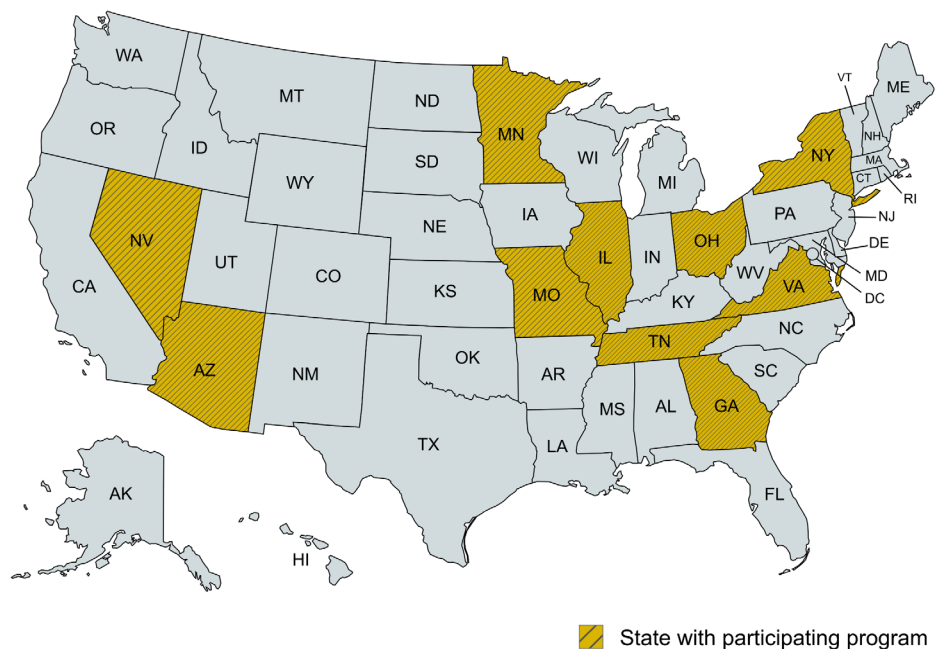 WA
MT
ND
MN
VT
ME
OR
ID
SD
WI
NH
NY
MA
WY
MI
CT
RI
IA
NE
PA
NJ
NV
UT
CO
IL
IN
OH
DE
CA
KS
MO
WV
MD
KY
VA
DC
NC
TN
AZ
NM
OK
AR
SC
MS
AL
GA
TX
LA
FL
AK
HI
State with participating program